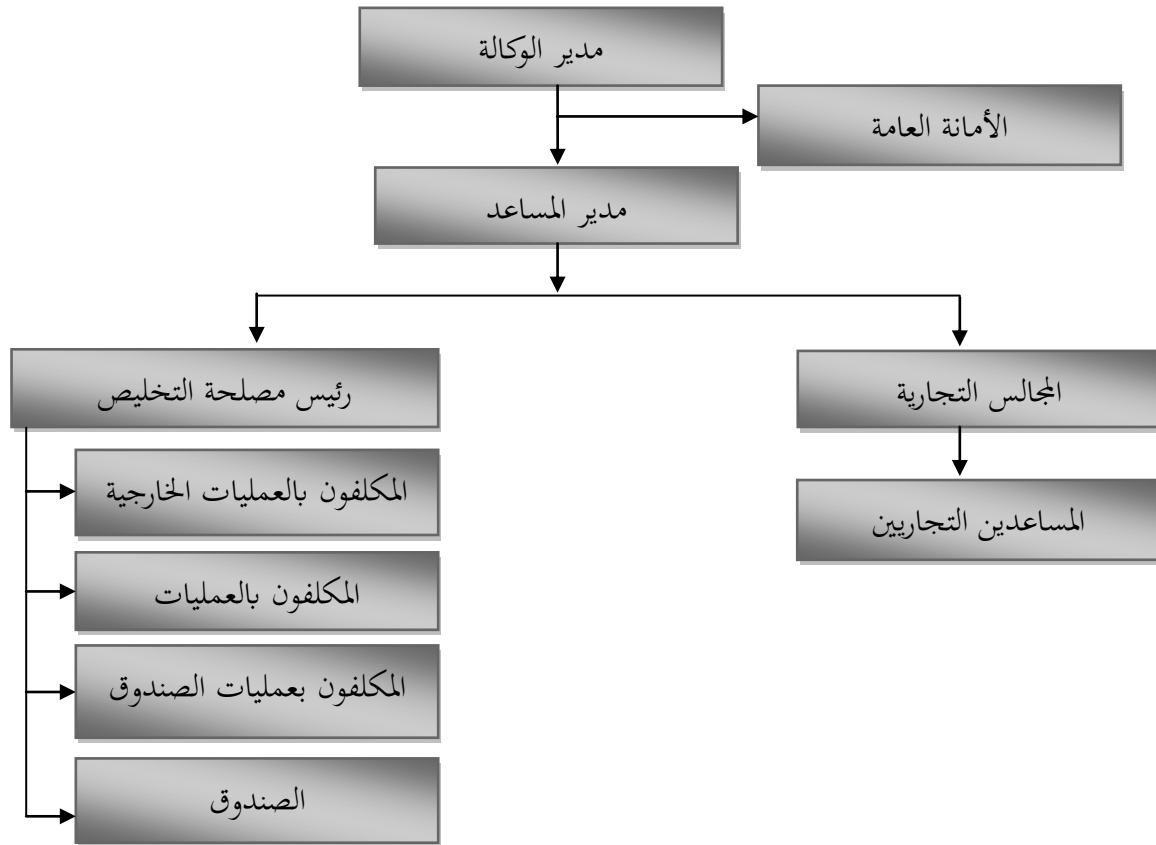 مدير الوكالة
الأمانة العامة
مدير المساعد
المجالس التجارية
رئيس مصلحة التخليص
المساعدين التجاريين
المكلفون بالعمليات الخارجية
المكلفون بالعمليات
المكلفون بعمليات الصندوق
الصندوق